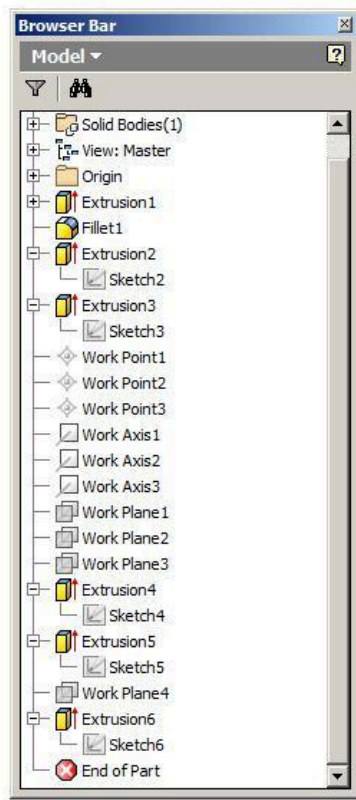 Browser Bar
Model
Solid Bodies(1)
View: Master
Origin
Extrusion1
Fillet1
Extrusion2
Sketch2
Extrusion3
Sketch3
Work Point1
Work Point2
Work Point3
Work Axis1
Work Axis2
Work Axis3
Work Plane1
Work Plane2
Work Plane3
Extrusion4
Sketch4
Extrusion5
Sketch5
Work Plane4
Extrusion6
Sketch6
End of Part